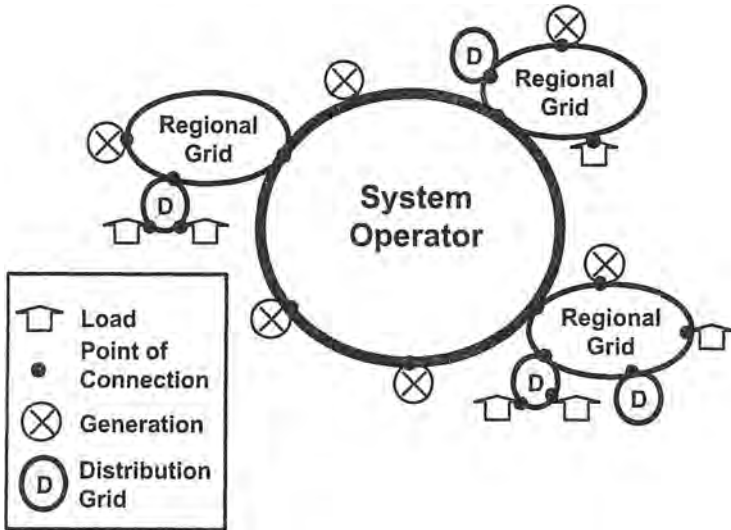 D
Regional
Grid
Regional
Grid
D
System
Operator
Regional
Grid
D
D
Load
Point of
Connection
Generation
D
Distribution
Grid